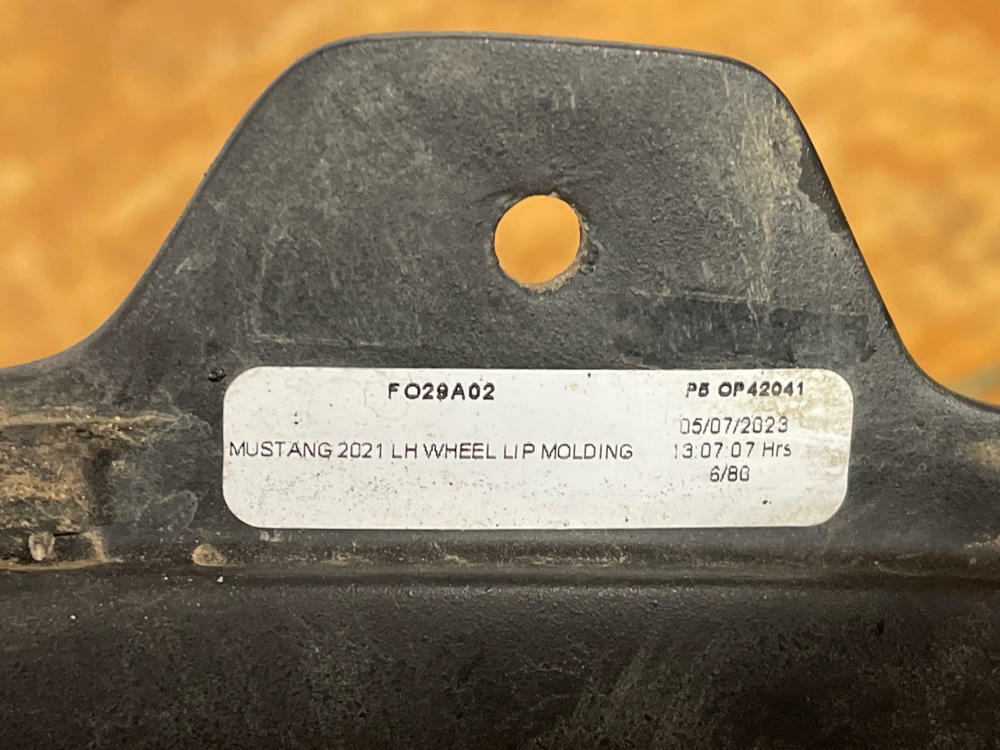 FO29A02
P5 OP42041
05/07/2023
MUSTANG 2021 LH WHEEL LIP MOLDING
13:07:07 Hrs
6/80